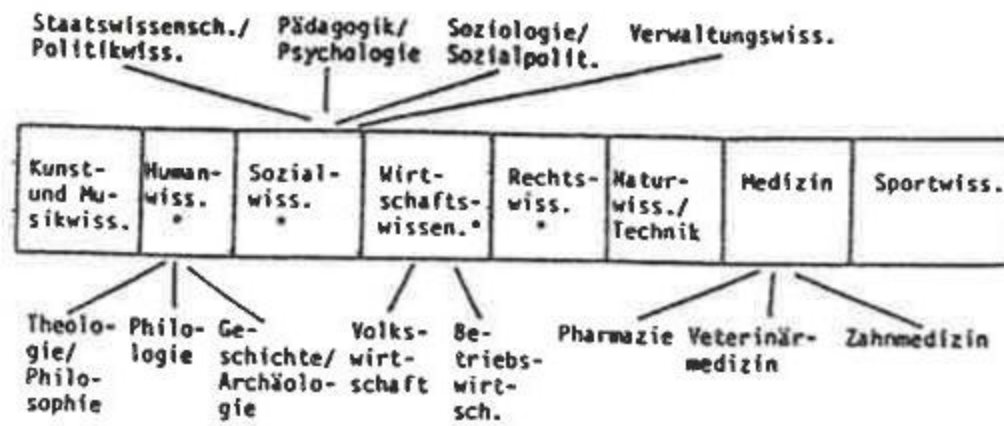 Staatswissensch./
Politikwiss.
Pädagogik/
Psychologie
Soziologie/
Sozialpolit.
Verwaltungswiss.
Kunst-
und Mu-
sikwiss.
Human-
wiss.
*
Sozial-
wiss.
*
Wirt-
schafts-
wissen.*
Rechts-
wiss.
*
Natur-
wiss./
Technik
Medizin
Sportwiss.
Theolo-
gie/
Philo-
sophie
Philo-
logie
Ge-
schichte/
Archäolo-
gie
Volks-
wirt-
schaft
Be-
triebs-
wirt-
sch.
Pharmazie
Veterinär-
medizin
Zahnmedizin